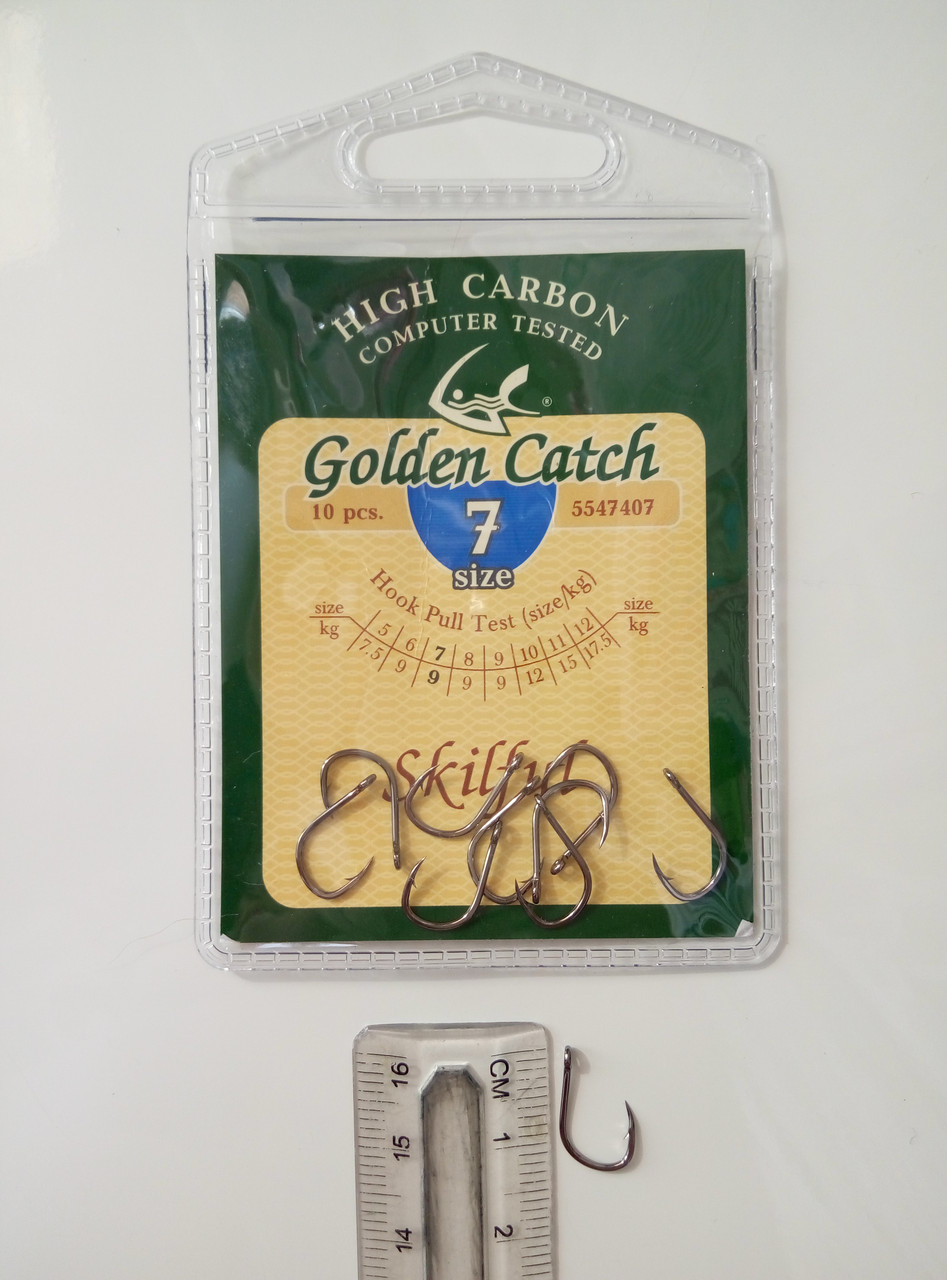 HIGH CARBON
COMPUTER TESTED
®
Golden Catch
10 pcs.
7
5547407
size
Hook Pull Test (size/kg)
size 5 6 7 8 9 10 11 12 size
kg 7.5 9 9 9 9 12 15 17.5 kg
Skilful
16 CM
15 1
14 2